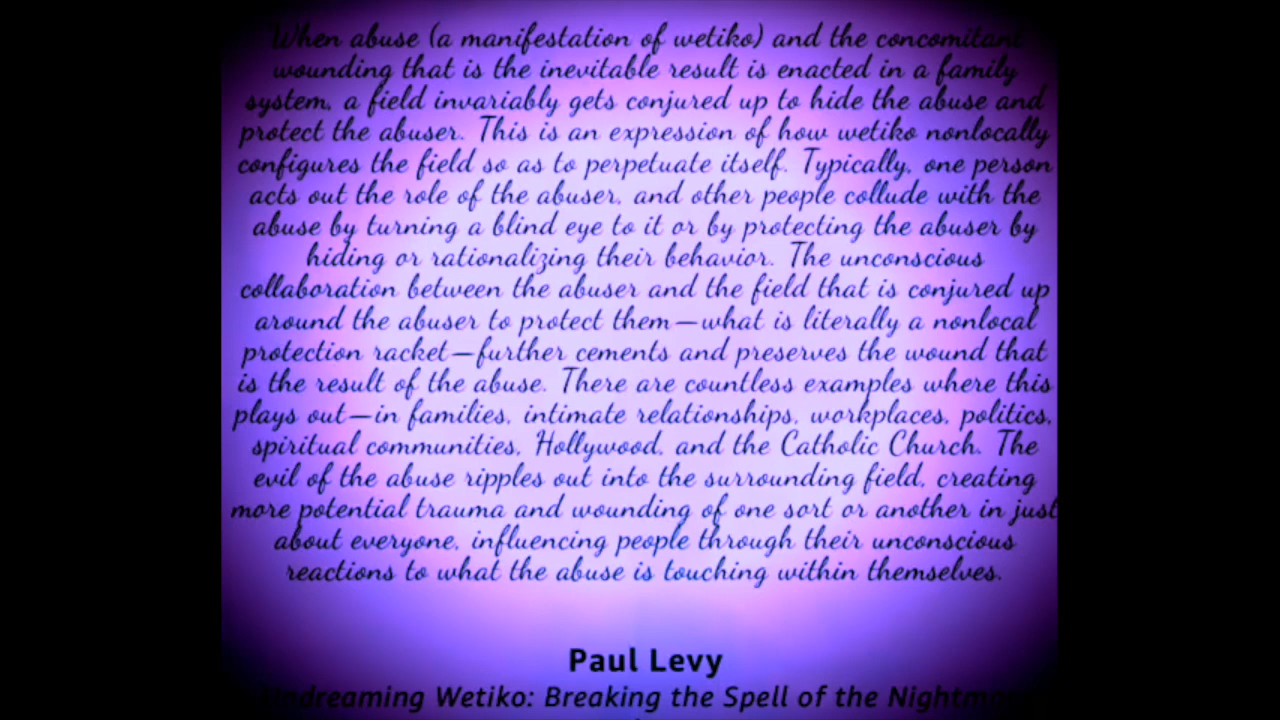 When abuse (a manifestation of wetiko) and the concomitant
wounding that is the inevitable result is enacted in a family
system, a field invariably gets conjured up to hide the abuse and
protect the abuser. This is an expression of how wetiko nonlocally
configures the field so as to perpetuate itself. Typically, one person
acts out the role of the abuser, and other people collude with the
abuse by turning a blind eye to it or by protecting the abuser by
hiding or rationalizing their behavior. The unconscious
collaboration between the abuser and the field that is conjured up
around the abuser to protect them—what is literally a nonlocal
protection racket—further cements and preserves the wound that
is the result of the abuse. There are countless examples where this
plays out—in families, intimate relationships, workplaces, politics,
spiritual communities, Hollywood, and the Catholic Church. The
evil of the abuse ripples out into the surrounding field, creating
more potential trauma and wounding of one sort or another in just
about everyone, influencing people through their unconscious
reactions to what the abuse is touching within themselves.
Paul Levy
Undreaming Wetiko: Breaking the Spell of the